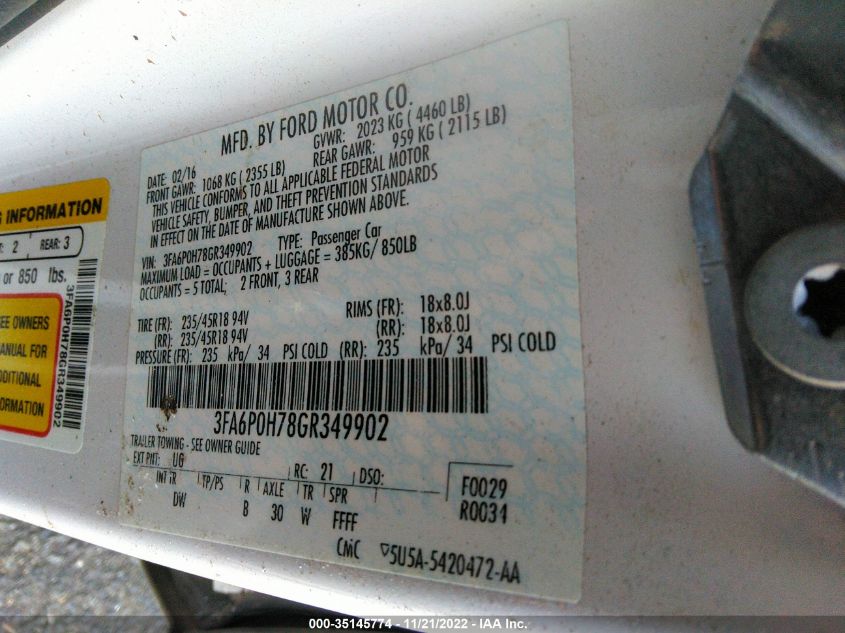 MFD. BY FORD MOTOR CO.
DATE: 02/16 GVWR: 2023 KG ( 4460 LB)
FRONT GAWR: 1068 KG ( 2355 LB) REAR GAWR: 959 KG ( 2115 LB)
THIS VEHICLE CONFORMS TO ALL APPLICABLE FEDERAL MOTOR
VEHICLE SAFETY, BUMPER, AND THEFT PREVENTION STANDARDS
IN EFFECT ON THE DATE OF MANUFACTURE SHOWN ABOVE.
VIN: 3FA6P0H78GR349902 TYPE: Passenger Car
MAXIMUM LOAD = OCCUPANTS + LUGGAGE = 385KG/ 850LB
OCCUPANTS = 5 TOTAL; 2 FRONT, 3 REAR
TIRE (FR): 235/45R18 94V RIMS (FR): 18x8.0J
(RR): 235/45R18 94V (RR): 18x8.0J
PRESSURE (FR): 235 kPa/ 34 PSI COLD (RR): 235 kPa/ 34 PSI COLD
3FA6P0H78GR349902
TRAILER TOWING - SEE OWNER GUIDE
EXT PNT: UG RC: 21 DSO:
INT TR TP/PS R AXLE TR SPR F0029
DW B 30 W FFFF R0034
CMC ▽5U5A-5420472-AA
INFORMATION
2 REAR: 3
or 850 lbs.
3FA6P0H78GR349902
SEE OWNERS
MANUAL FOR
ADDITIONAL
INFORMATION
000-35145774 - 11/21/2022 - IAA Inc.